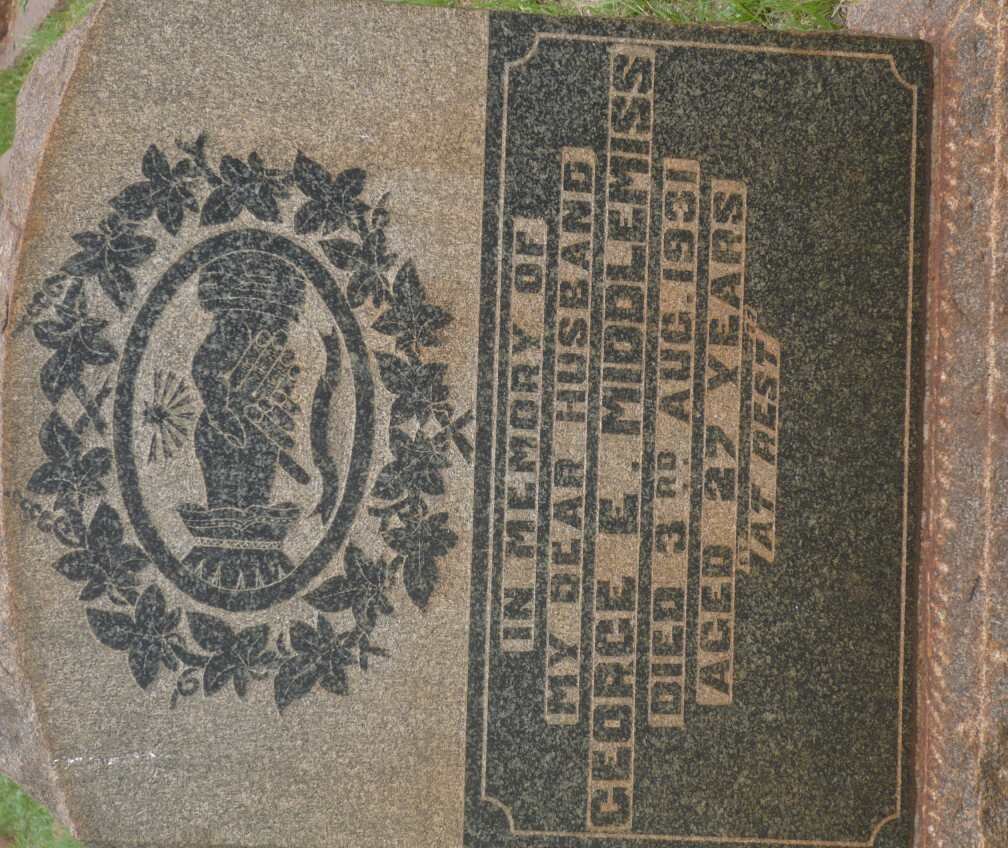 IN MEMORY OF
MY DEAR HUSBAND
GEORGE E. MIDDLEMISS
DIED 3RD AUG. 1931
AGED 27 YEARS
"AT REST"